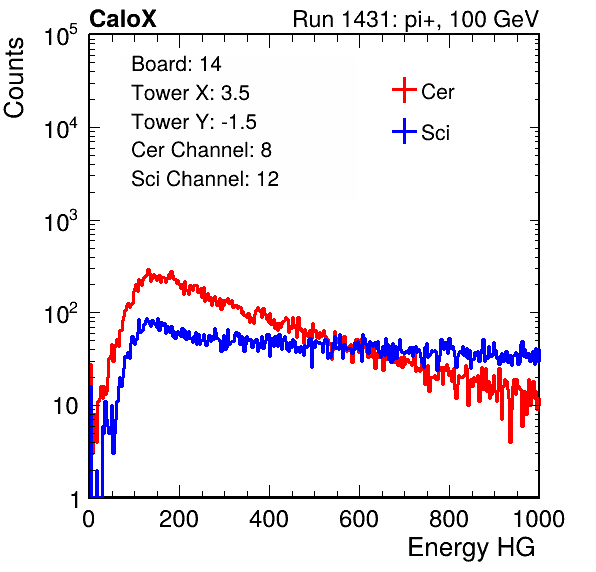 CaloX Run 1431: pi+, 100 GeV
Counts
10^5
10^4
10^3
10^2
10
1
Board: 14
Tower X: 3.5
Tower Y: -1.5
Cer Channel: 8
Sci Channel: 12
Cer
Sci
0 200 400 600 800 1000
Energy HG